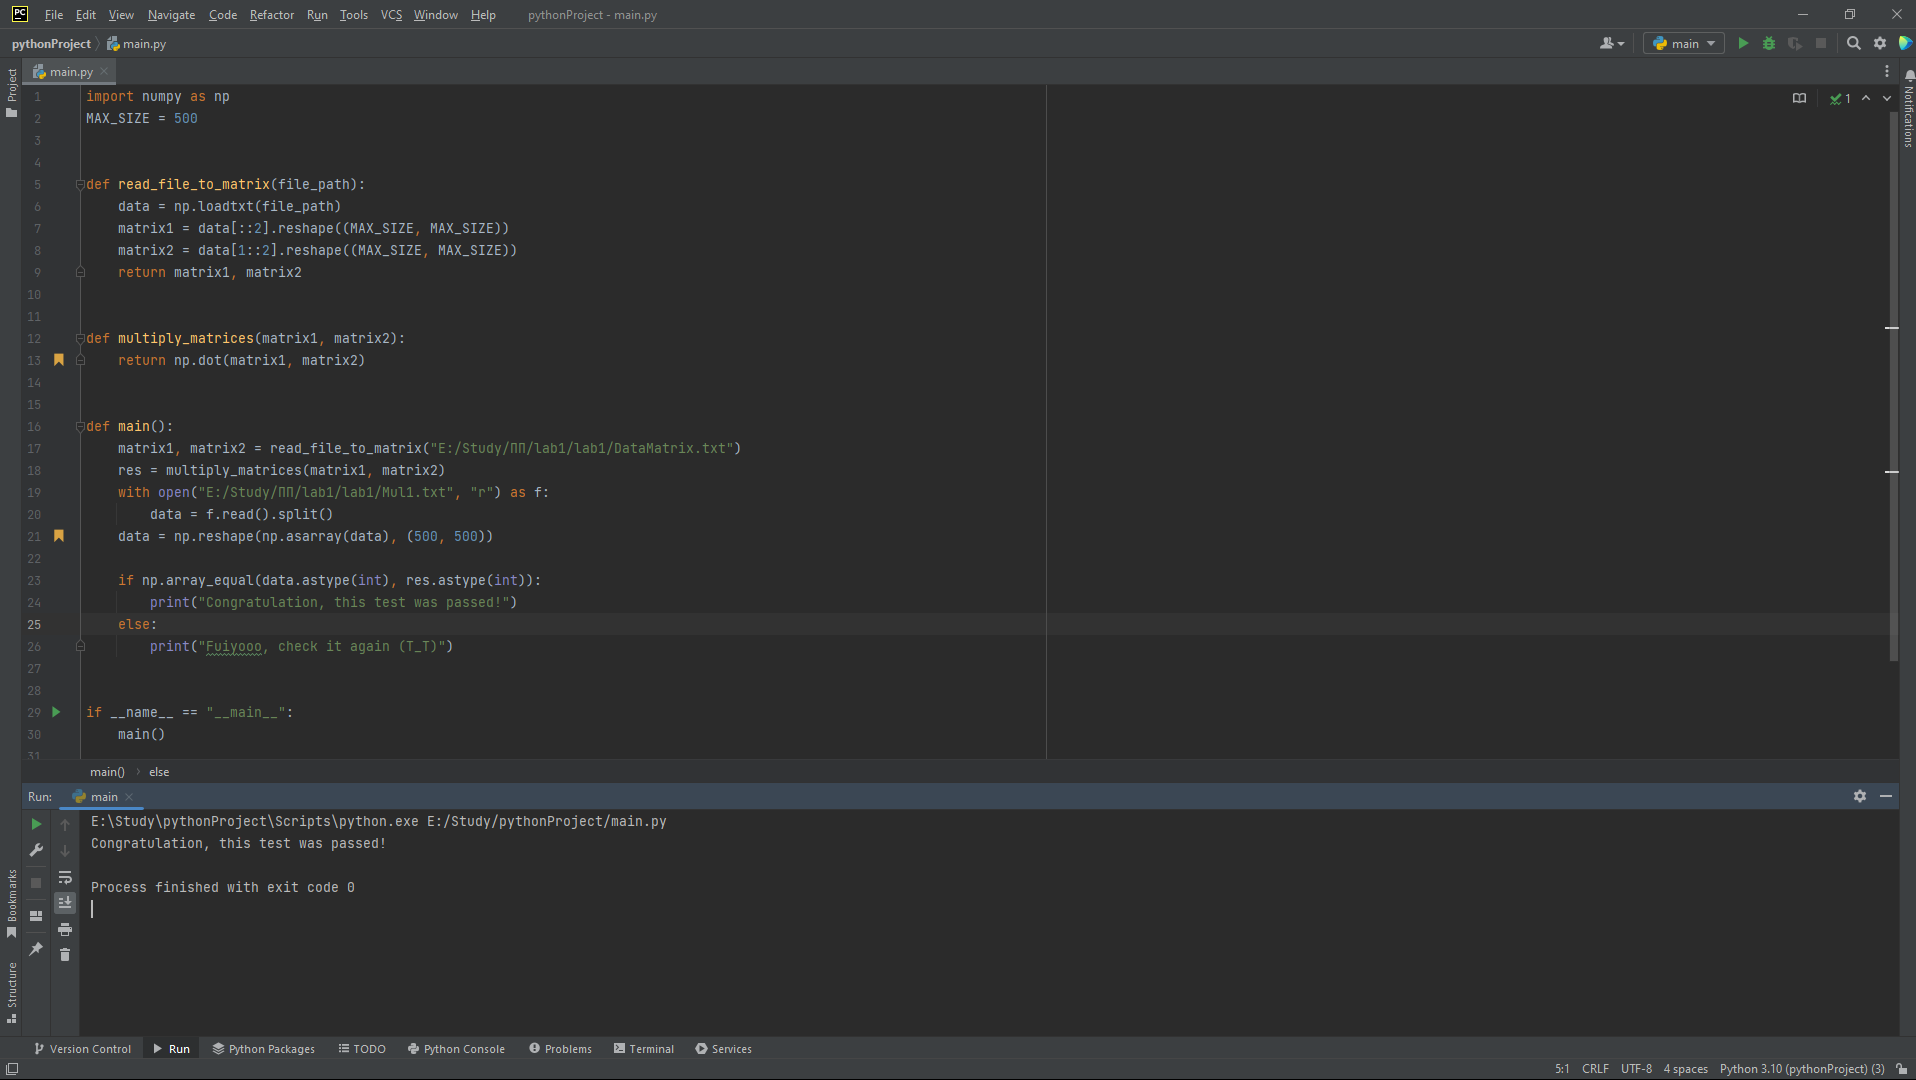 PC File Edit View Navigate Code Refactor Run Tools VCS Window Help pythonProject - main.py
pythonProject main.py main
Project
main.py
Notifications
1 import numpy as np
1
2 MAX_SIZE = 500
3
4
5 def read_file_to_matrix(file_path):
6 data = np.loadtxt(file_path)
7 matrix1 = data[::2].reshape((MAX_SIZE, MAX_SIZE))
8 matrix2 = data[1::2].reshape((MAX_SIZE, MAX_SIZE))
9 return matrix1, matrix2
10
11
12 def multiply_matrices(matrix1, matrix2):
13 return np.dot(matrix1, matrix2)
14
15
16 def main():
17 matrix1, matrix2 = read_file_to_matrix("E:/Study/ПП/lab1/lab1/DataMatrix.txt")
18 res = multiply_matrices(matrix1, matrix2)
19 with open("E:/Study/ПП/lab1/lab1/Mul1.txt", "r") as f:
20 data = f.read().split()
21 data = np.reshape(np.asarray(data), (500, 500))
22
23 if np.array_equal(data.astype(int), res.astype(int)):
24 print("Congratulation, this test was passed!")
25 else:
26 print("Fuiyooo, check it again (T_T)")
27
28
29 if __name__ == "__main__":
30 main()
31
main() else
Run: main
E:\Study\pythonProject\Scripts\python.exe E:/Study/pythonProject/main.py
Congratulation, this test was passed!
Process finished with exit code 0
Bookmarks
Structure
Version Control Run Python Packages TODO Python Console Problems Terminal Services
5:1 CRLF UTF-8 4 spaces Python 3.10 (pythonProject) (3)